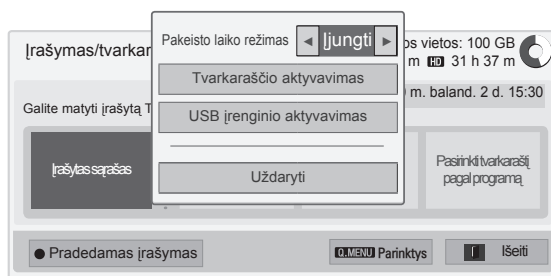 Įrašymas/tvarkar
os vietos: 100 GB
m HD 31 h 37 m
Pakeisto laiko režimas ◄ Įjungti ►
Tvarkaraščio aktyvavimas
USB įrenginio aktyvavimas
Uždaryti
m. baland. 2 d. 15:30
Galite matyti įrašytą T
Įrašytas sąrašas
Pasirinkti tvarkaraštį
pagal programą
● Pradedamas įrašymas
Q.MENU Parinktys
Išeiti